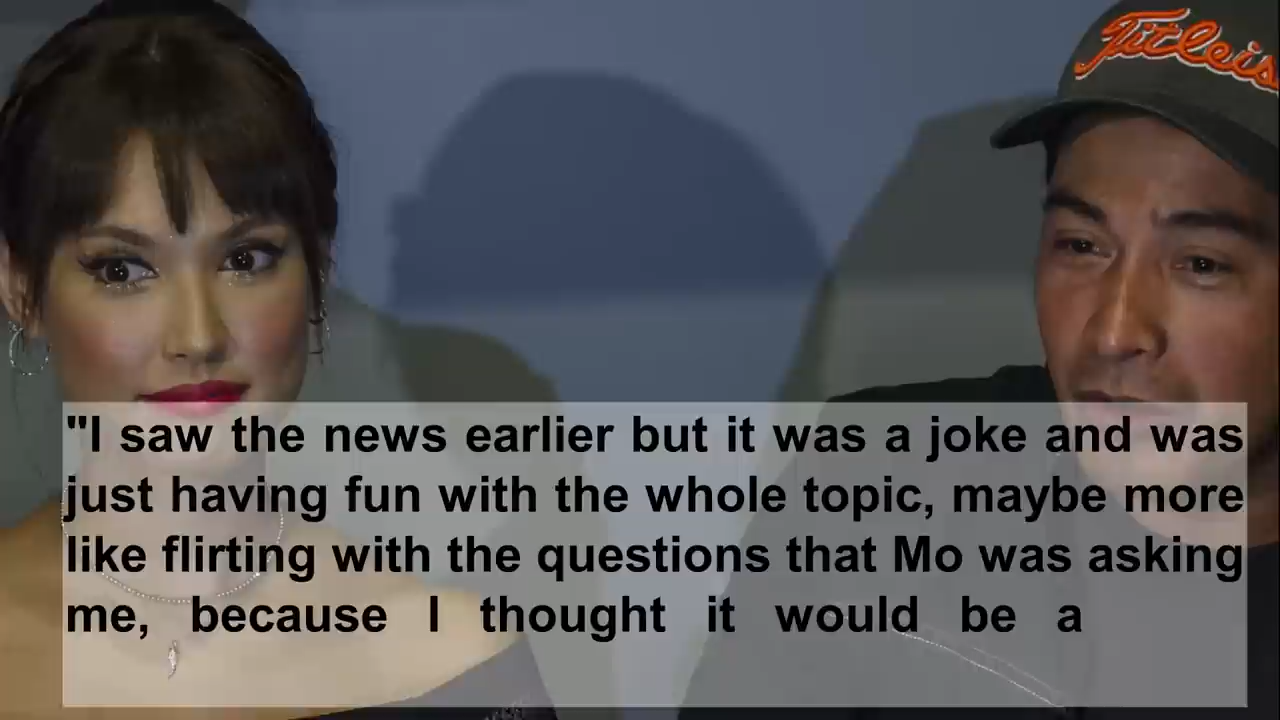 Titleis
"I saw the news earlier but it was a joke and was
just having fun with the whole topic, maybe more
like flirting with the questions that Mo was asking
me, because I thought it would be a